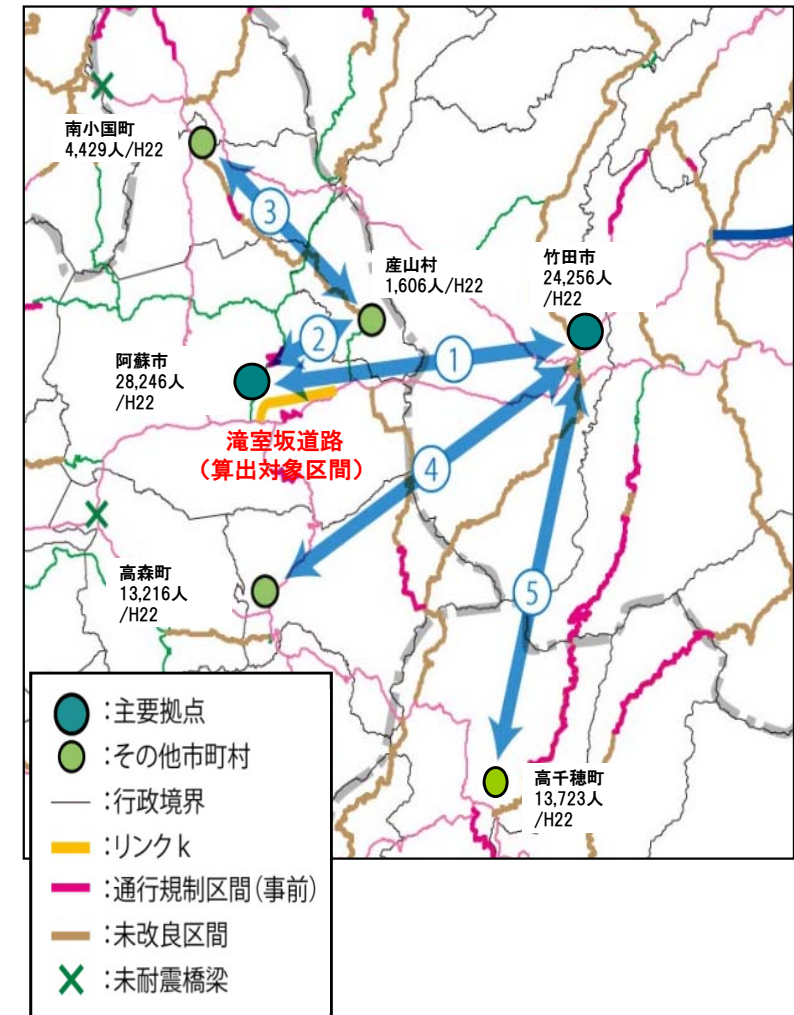 南小国町
4,429人/H22
③
産山村
1,606人/H22
竹田市
24,256人
/H22
②
①
阿蘇市
28,246人
/H22
滝室坂道路
（算出対象区間）
④
高森町
13,216人
/H22
⑤
高千穂町
13,723人
/H22
：主要拠点
：その他市町村
：行政境界
：リンクｋ
：通行規制区間（事前）
：未改良区間
：未耐震橋梁